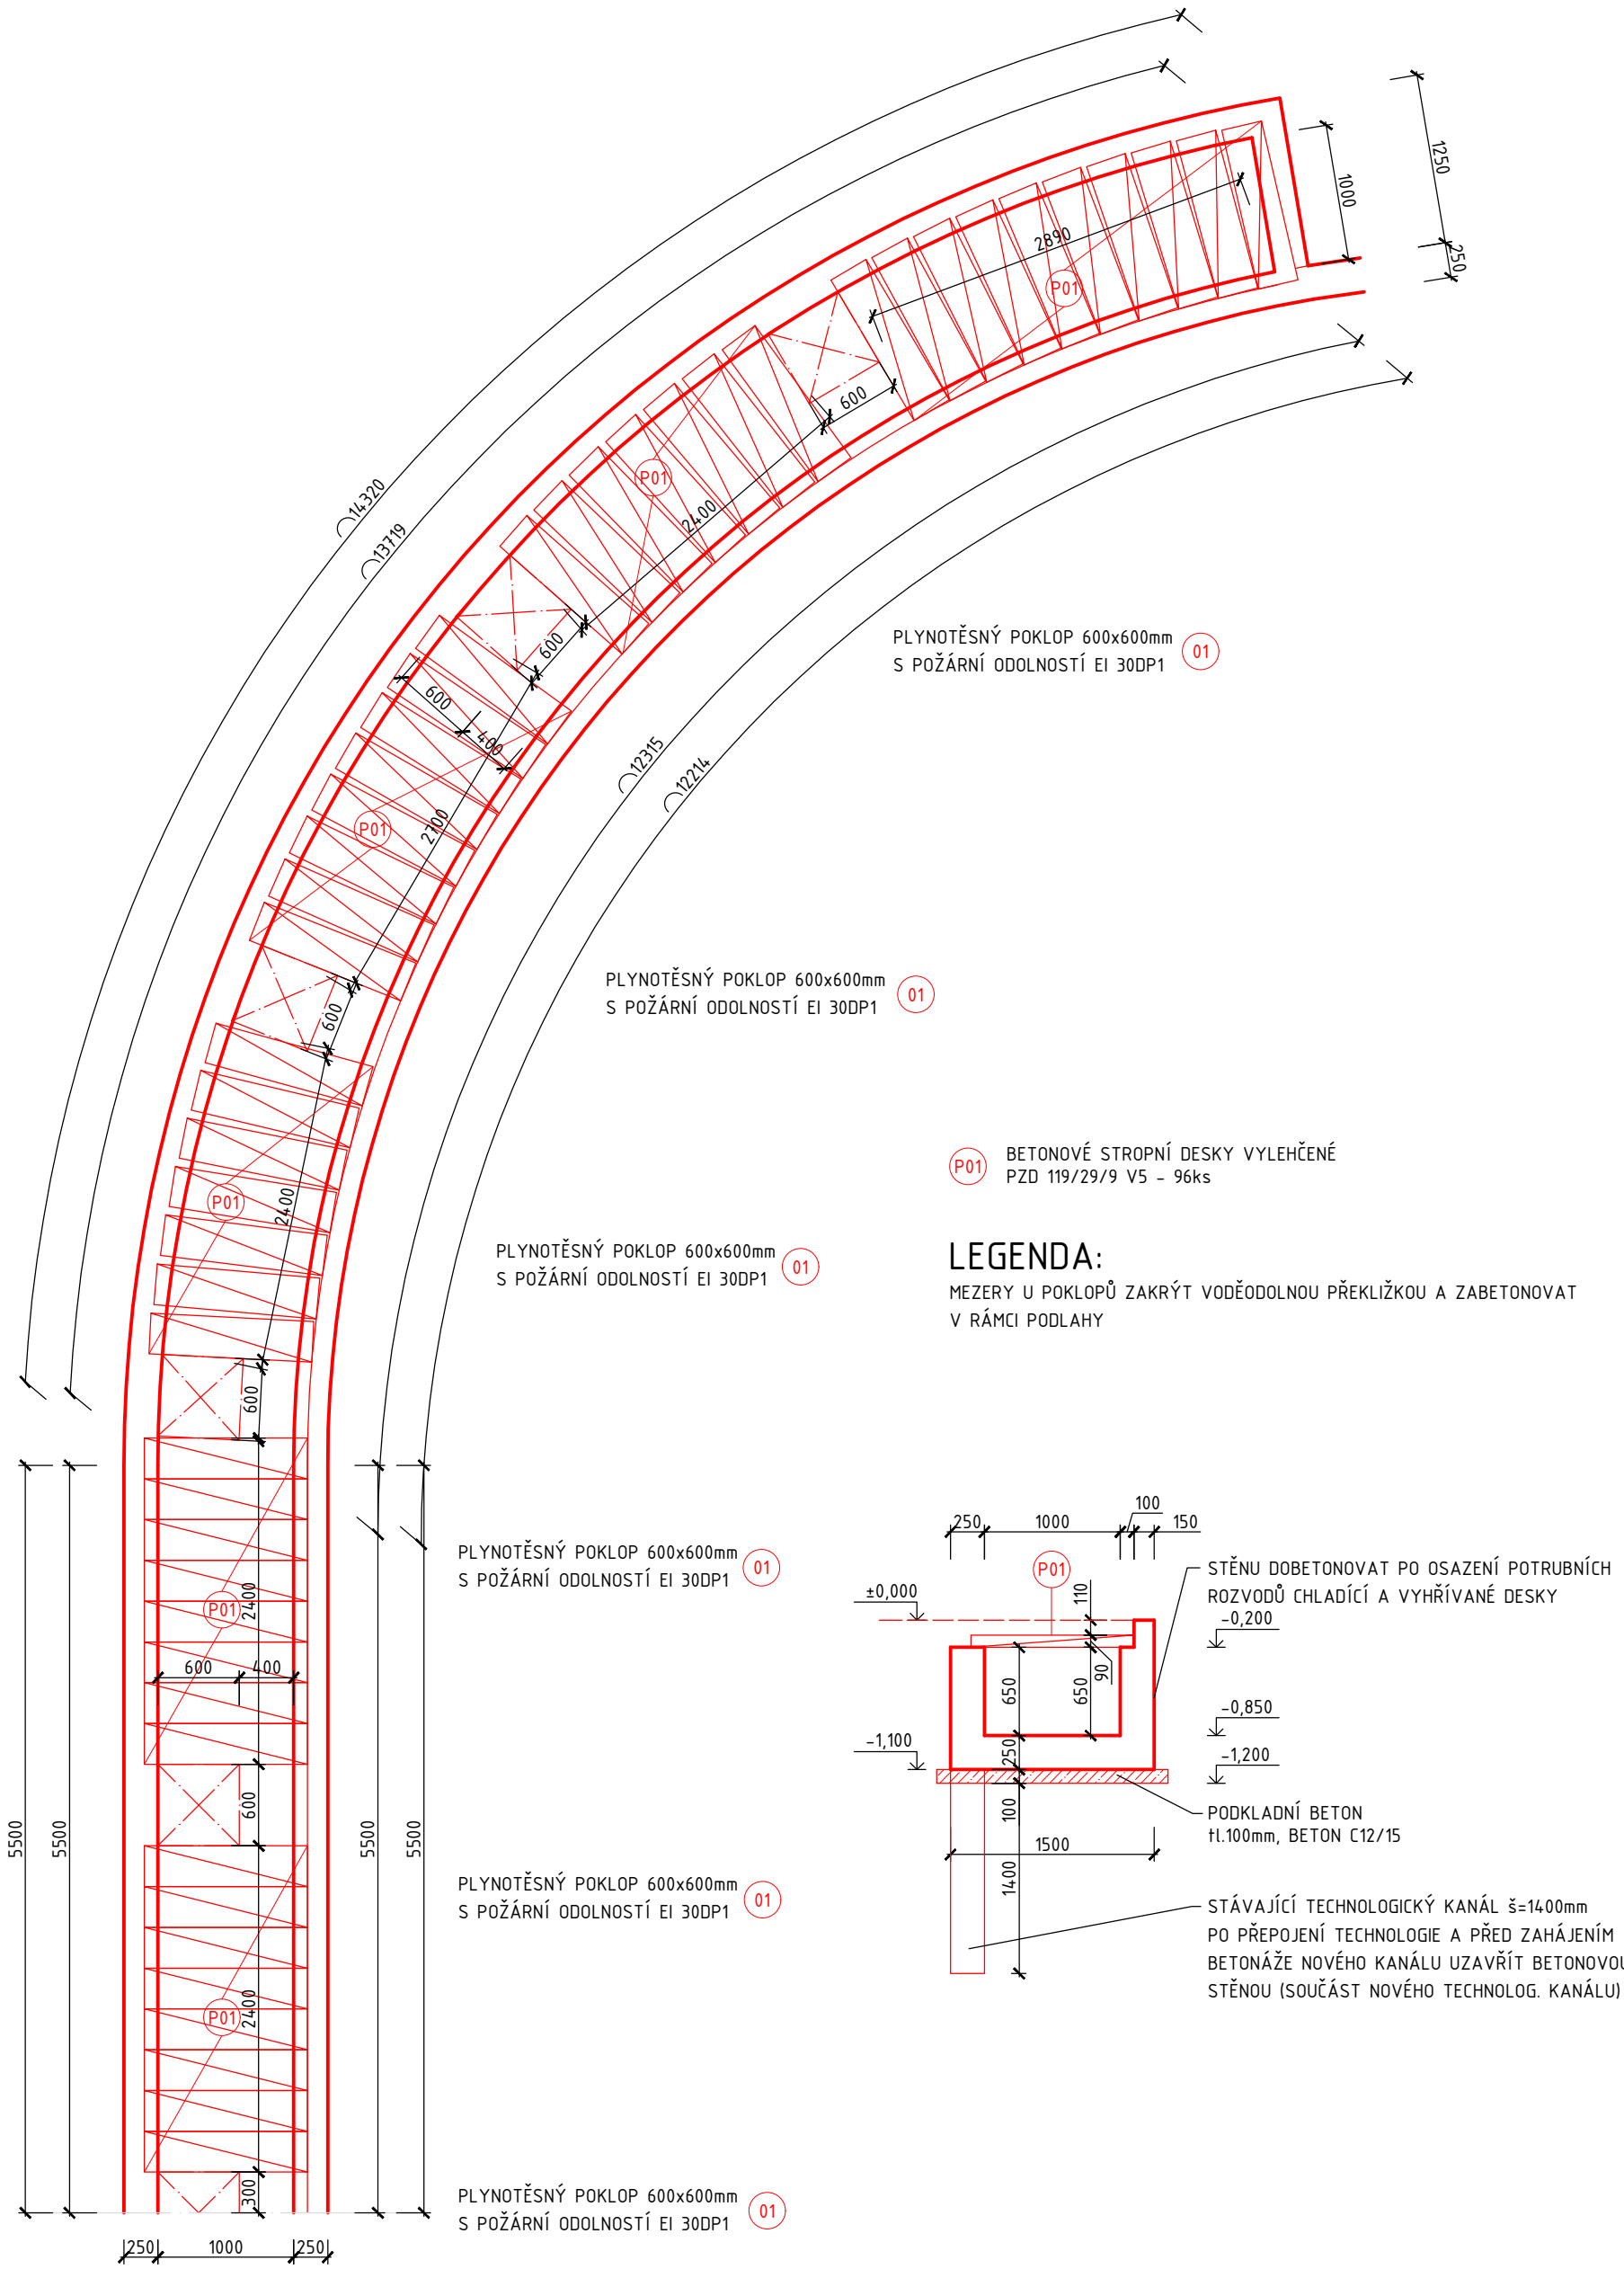 1250
1000
250
2890
P01
600
14320
13719
P01
2400
600
600
400
PLYNOTĚSNÝ POKLOP 600x600mm
S POŽÁRNÍ ODOLNOSTÍ EI 30DP1
01
12315
12214
P01
2700
PLYNOTĚSNÝ POKLOP 600x600mm
S POŽÁRNÍ ODOLNOSTÍ EI 30DP1
01
600
P01
BETONOVÉ STROPNÍ DESKY VYLEHČENÉ
PZD 119/29/9 V5 - 96ks
P01
2400
PLYNOTĚSNÝ POKLOP 600x600mm
S POŽÁRNÍ ODOLNOSTÍ EI 30DP1
01
LEGENDA:
MEZERY U POKLOPŮ ZAKRÝT VODĚODOLNOU PŘEKLIŽKOU A ZABETONOVAT
V RÁMCI PODLAHY
600
PLYNOTĚSNÝ POKLOP 600x600mm
S POŽÁRNÍ ODOLNOSTÍ EI 30DP1
01
P01
2400
600
400
600
5500
5500
5500
5500
PLYNOTĚSNÝ POKLOP 600x600mm
S POŽÁRNÍ ODOLNOSTÍ EI 30DP1
01
P01
2400
300
PLYNOTĚSNÝ POKLOP 600x600mm
S POŽÁRNÍ ODOLNOSTÍ EI 30DP1
01
250
1000
250
100
250
1000
150
P01
±0,000
110
STĚNU DOBETONOVAT PO OSAZENÍ POTRUBNÍCH
ROZVODŮ CHLADÍCÍ A VYHŘÍVANÉ DESKY
-0,200
90
650
650
-0,850
-1,100
250
-1,200
100
PODKLADNÍ BETON
tl.100mm, BETON C12/15
1500
1400
STÁVAJÍCÍ TECHNOLOGICKÝ KANÁL š=1400mm
PO PŘEPOJENÍ TECHNOLOGIE A PŘED ZAHÁJENÍM
BETONÁŽE NOVÉHO KANÁLU UZAVŘÍT BETONOVOU
STĚNOU (SOUČÁST NOVÉHO TECHNOLOG. KANÁLU)